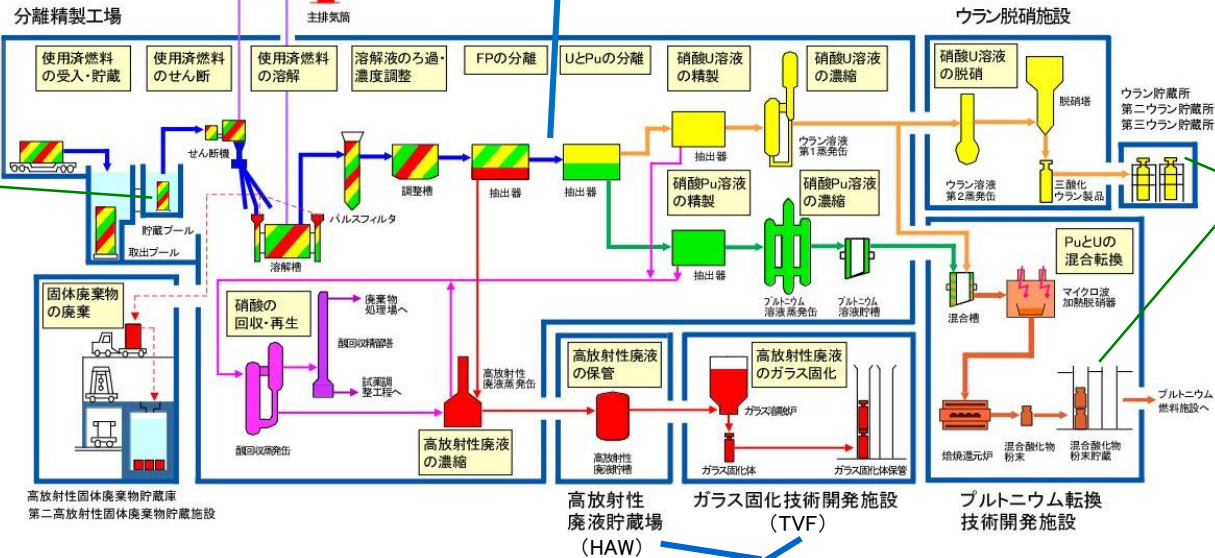 分離精製工場
主排気筒
ウラン脱硝施設
使用済燃料
の受入・貯蔵
使用済燃料
のせん断
使用済燃料
の溶解
溶解液のろ過・
濃度調整
FPの分離
UとPuの分離
硝酸U溶液
の精製
硝酸U溶液
の濃縮
硝酸U溶液
の脱硝
脱硝塔
ウラン貯蔵所
第二ウラン貯蔵所
第三ウラン貯蔵所
せん断機
パルスフィルタ
調整槽
抽出器
抽出器
抽出器
ウラン溶液
第1蒸発缶
ウラン溶液
第2蒸発缶
三酸化
ウラン製品
貯蔵プール
取出プール
溶解槽
硝酸Pu溶液
の精製
硝酸Pu溶液
の濃縮
抽出器
プルトニウム
溶液蒸発缶
プルトニウム
溶液貯槽
PuとUの
混合転換
混合槽
マイクロ波
加熱脱硝器
固体廃棄物
の廃棄
硝酸の
回収・再生
廃棄物
処理場へ
酸回収精留塔
試薬調
整工程へ
酸回収蒸発缶
高放射性
廃液蒸発缶
高放射性廃液
の濃縮
高放射性廃液
の保管
高放射性
廃液貯槽
高放射性廃液
のガラス固化
ガラス溶融炉
ガラス固化体
ガラス固化体保管
焙焼還元炉
混合酸化物
粉末
混合酸化物
粉末貯蔵
プルトニウム
燃料施設へ
高放射性固体廃棄物貯蔵庫
第二高放射性固体廃棄物貯蔵施設
高放射性
廃液貯蔵場
(HAW)
ガラス固化技術開発施設
(TVF)
プルトニウム転換
技術開発施設